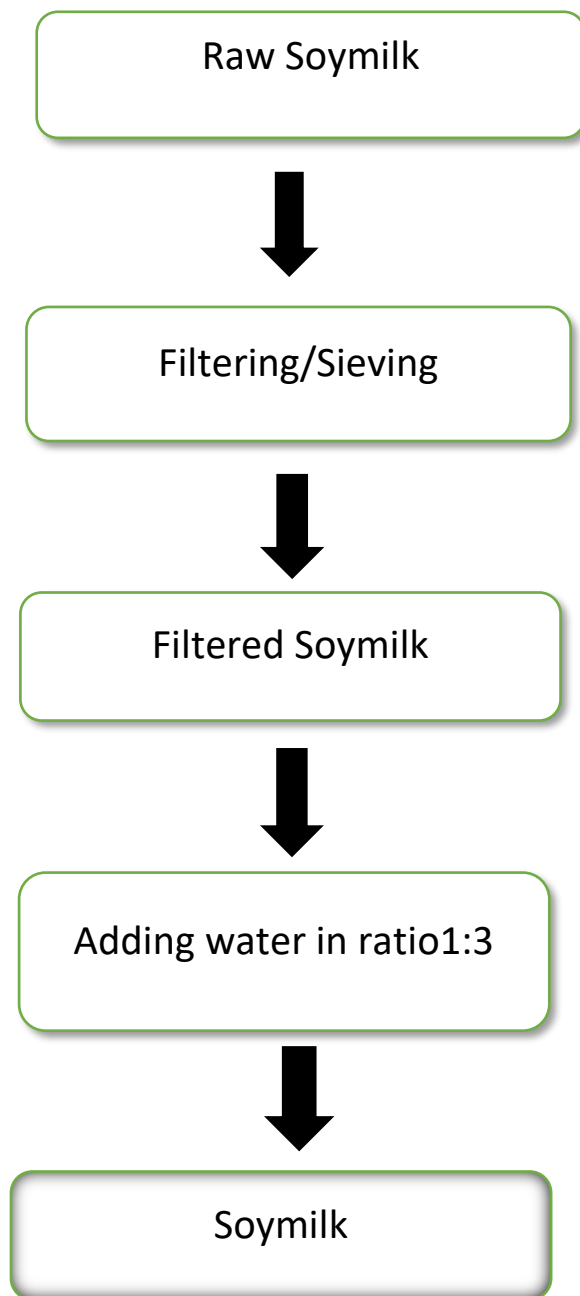 Raw Soymilk
Filtering/Sieving
Filtered Soymilk
Adding water in ratio1:3
Soymilk